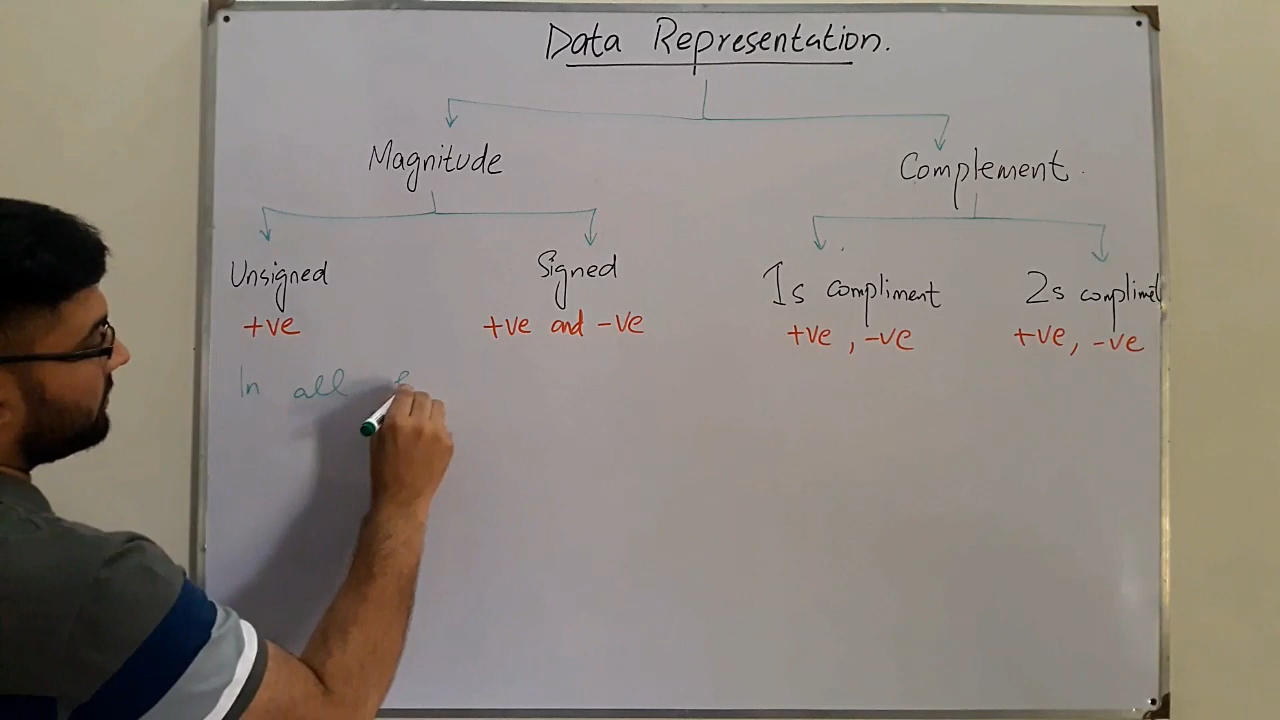 Data Representation.
Magnitude
Complement
Unsigned
Signed
1s compliment
2s complimet
+ve
+ve and -ve
+ve , -ve
+ve, -ve
In all